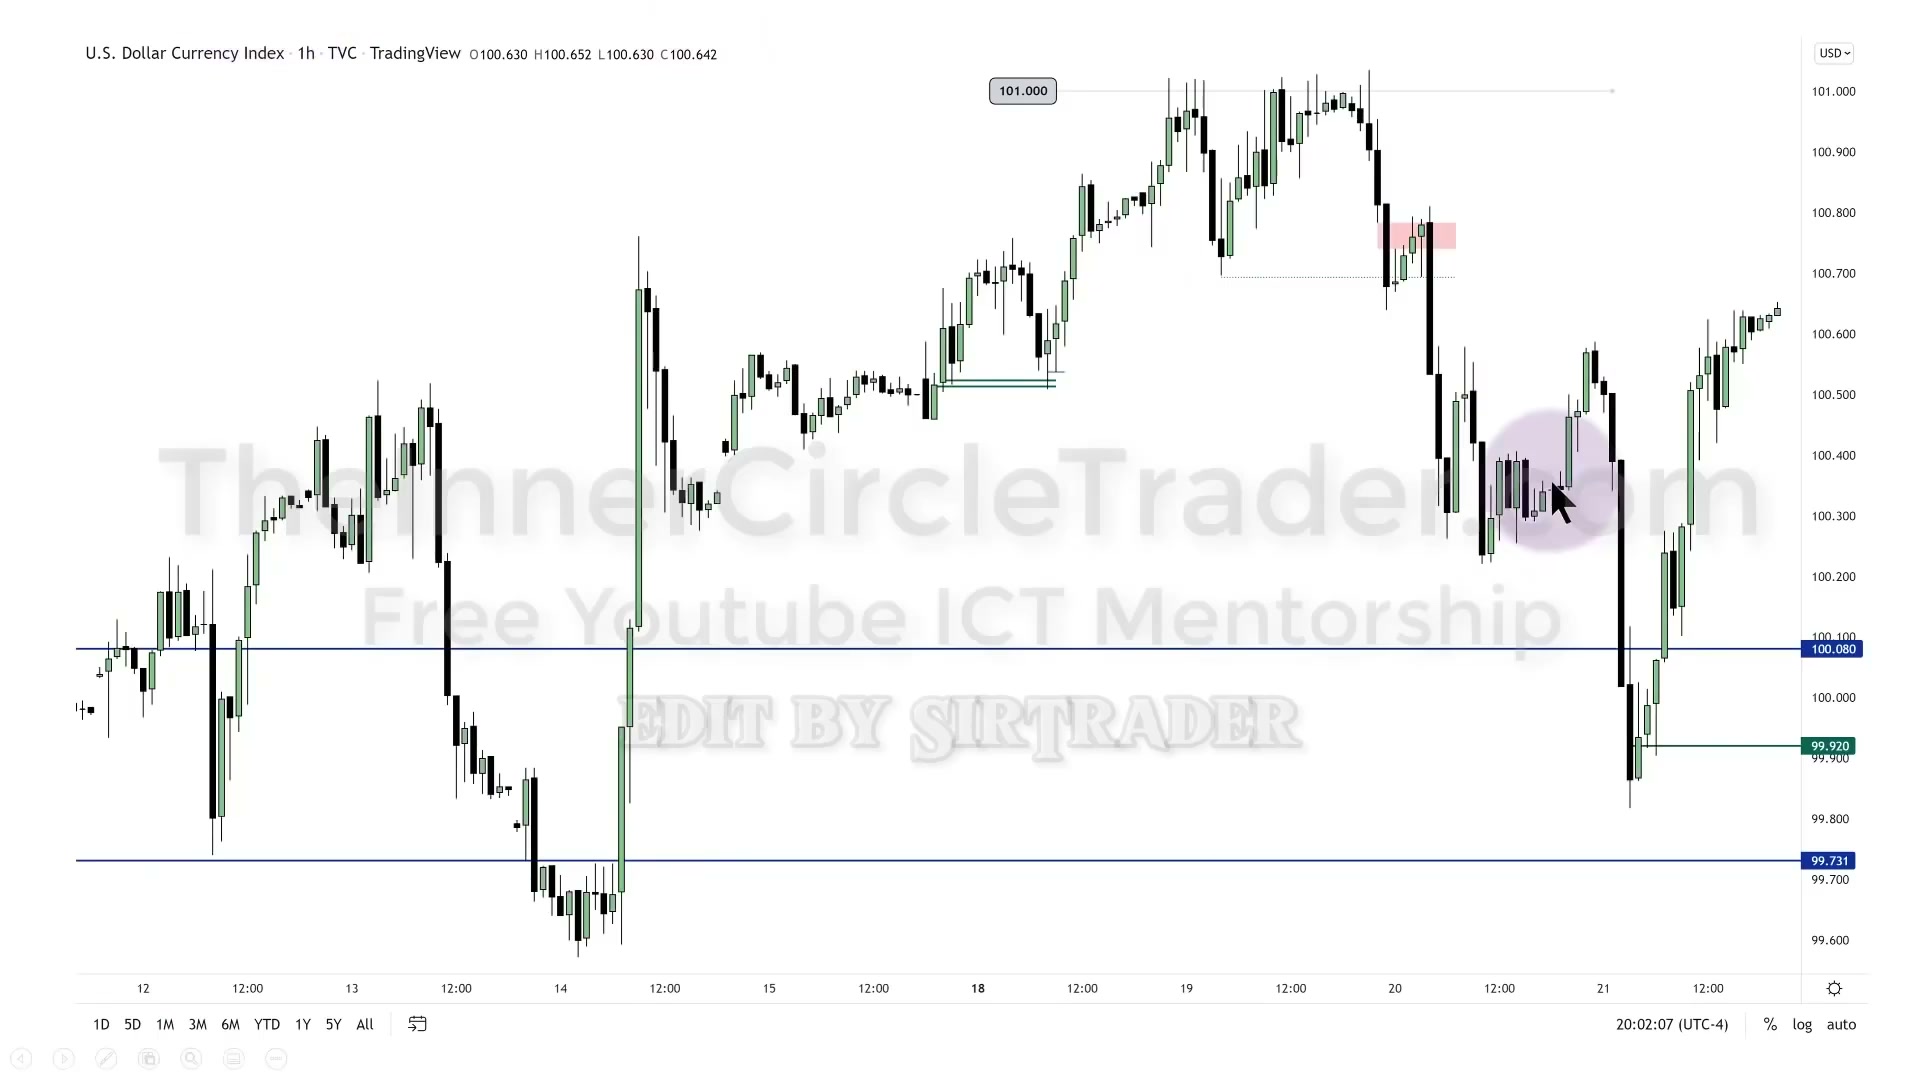 U.S. Dollar Currency Index · 1h · TVC · TradingView O100.630 H100.652 L100.630 C100.642
USD
101.000
101.000
100.900
100.800
100.700
100.600
100.500
100.400
100.300
100.200
100.100
100.080
100.000
99.920
99.900
99.800
99.731
99.700
99.600
TheInnerCircleTrader.com
Free Youtube ICT Mentorship
EDIT BY SIRTRADER
12 12:00 13 12:00 14 12:00 15 12:00 18 12:00 19 12:00 20 12:00 21 12:00
1D 5D 1M 3M 6M YTD 1Y 5Y All 20:02:07 (UTC-4) % log auto